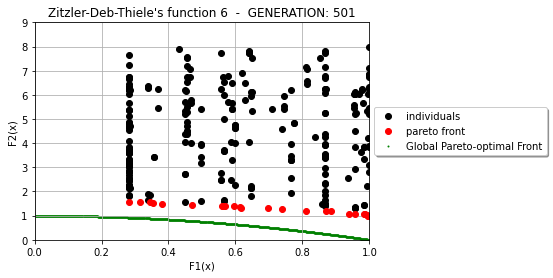 Zitzler-Deb-Thiele's function 6 - GENERATION: 501
9
8
7
6
5
4
3
2
1
0
F2(x)
0.0 0.2 0.4 0.6 0.8 1.0
F1(x)
individuals
pareto front
Global Pareto-optimal Front